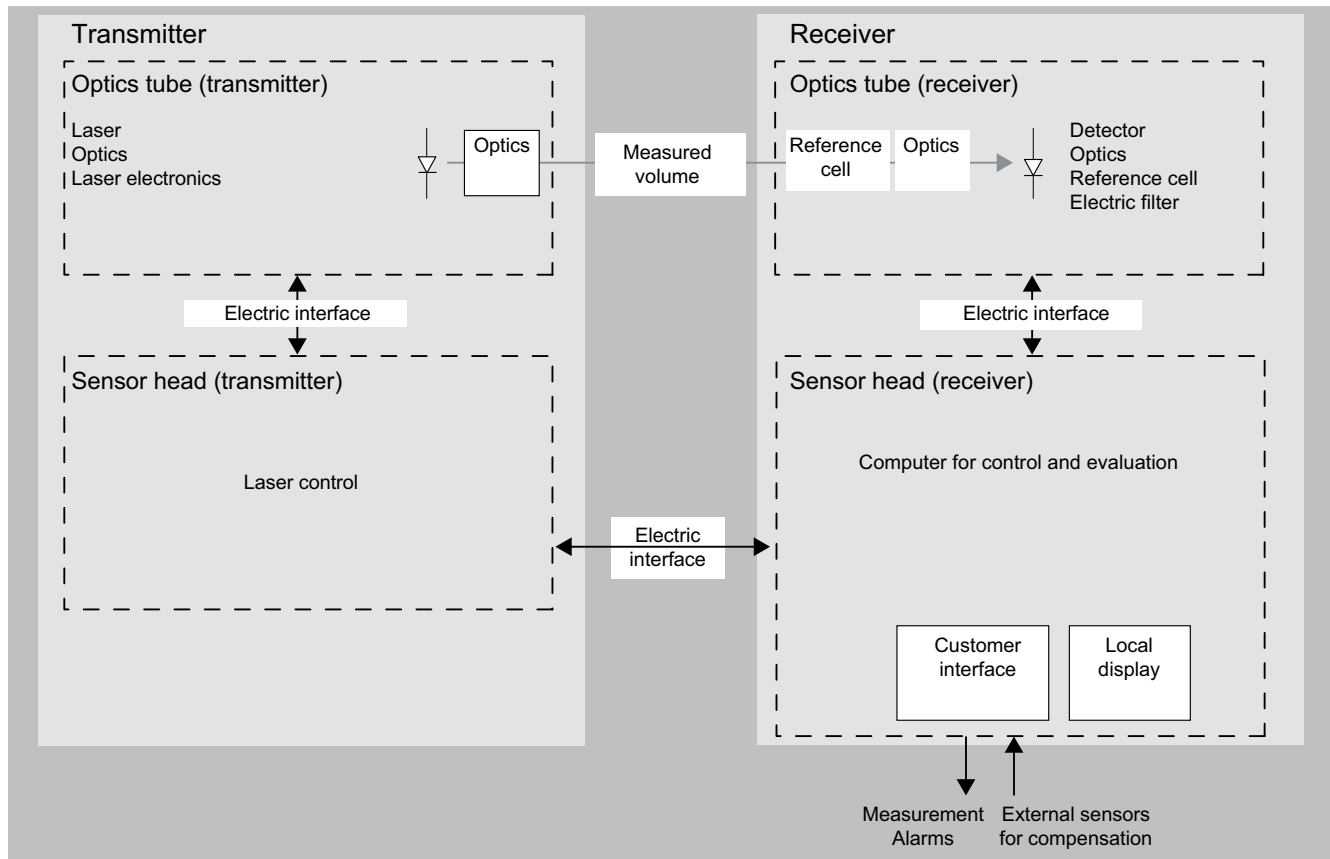 Transmitter
Optics tube (transmitter)
Laser
Optics
Laser electronics
Optics
Measured
volume
Receiver
Optics tube (receiver)
Reference
cell
Optics
Detector
Optics
Reference cell
Electric filter
Electric interface
Electric interface
Sensor head (transmitter)
Laser control
Electric
interface
Sensor head (receiver)
Computer for control and evaluation
Customer
interface
Local
display
Measurement
Alarms
External sensors
for compensation